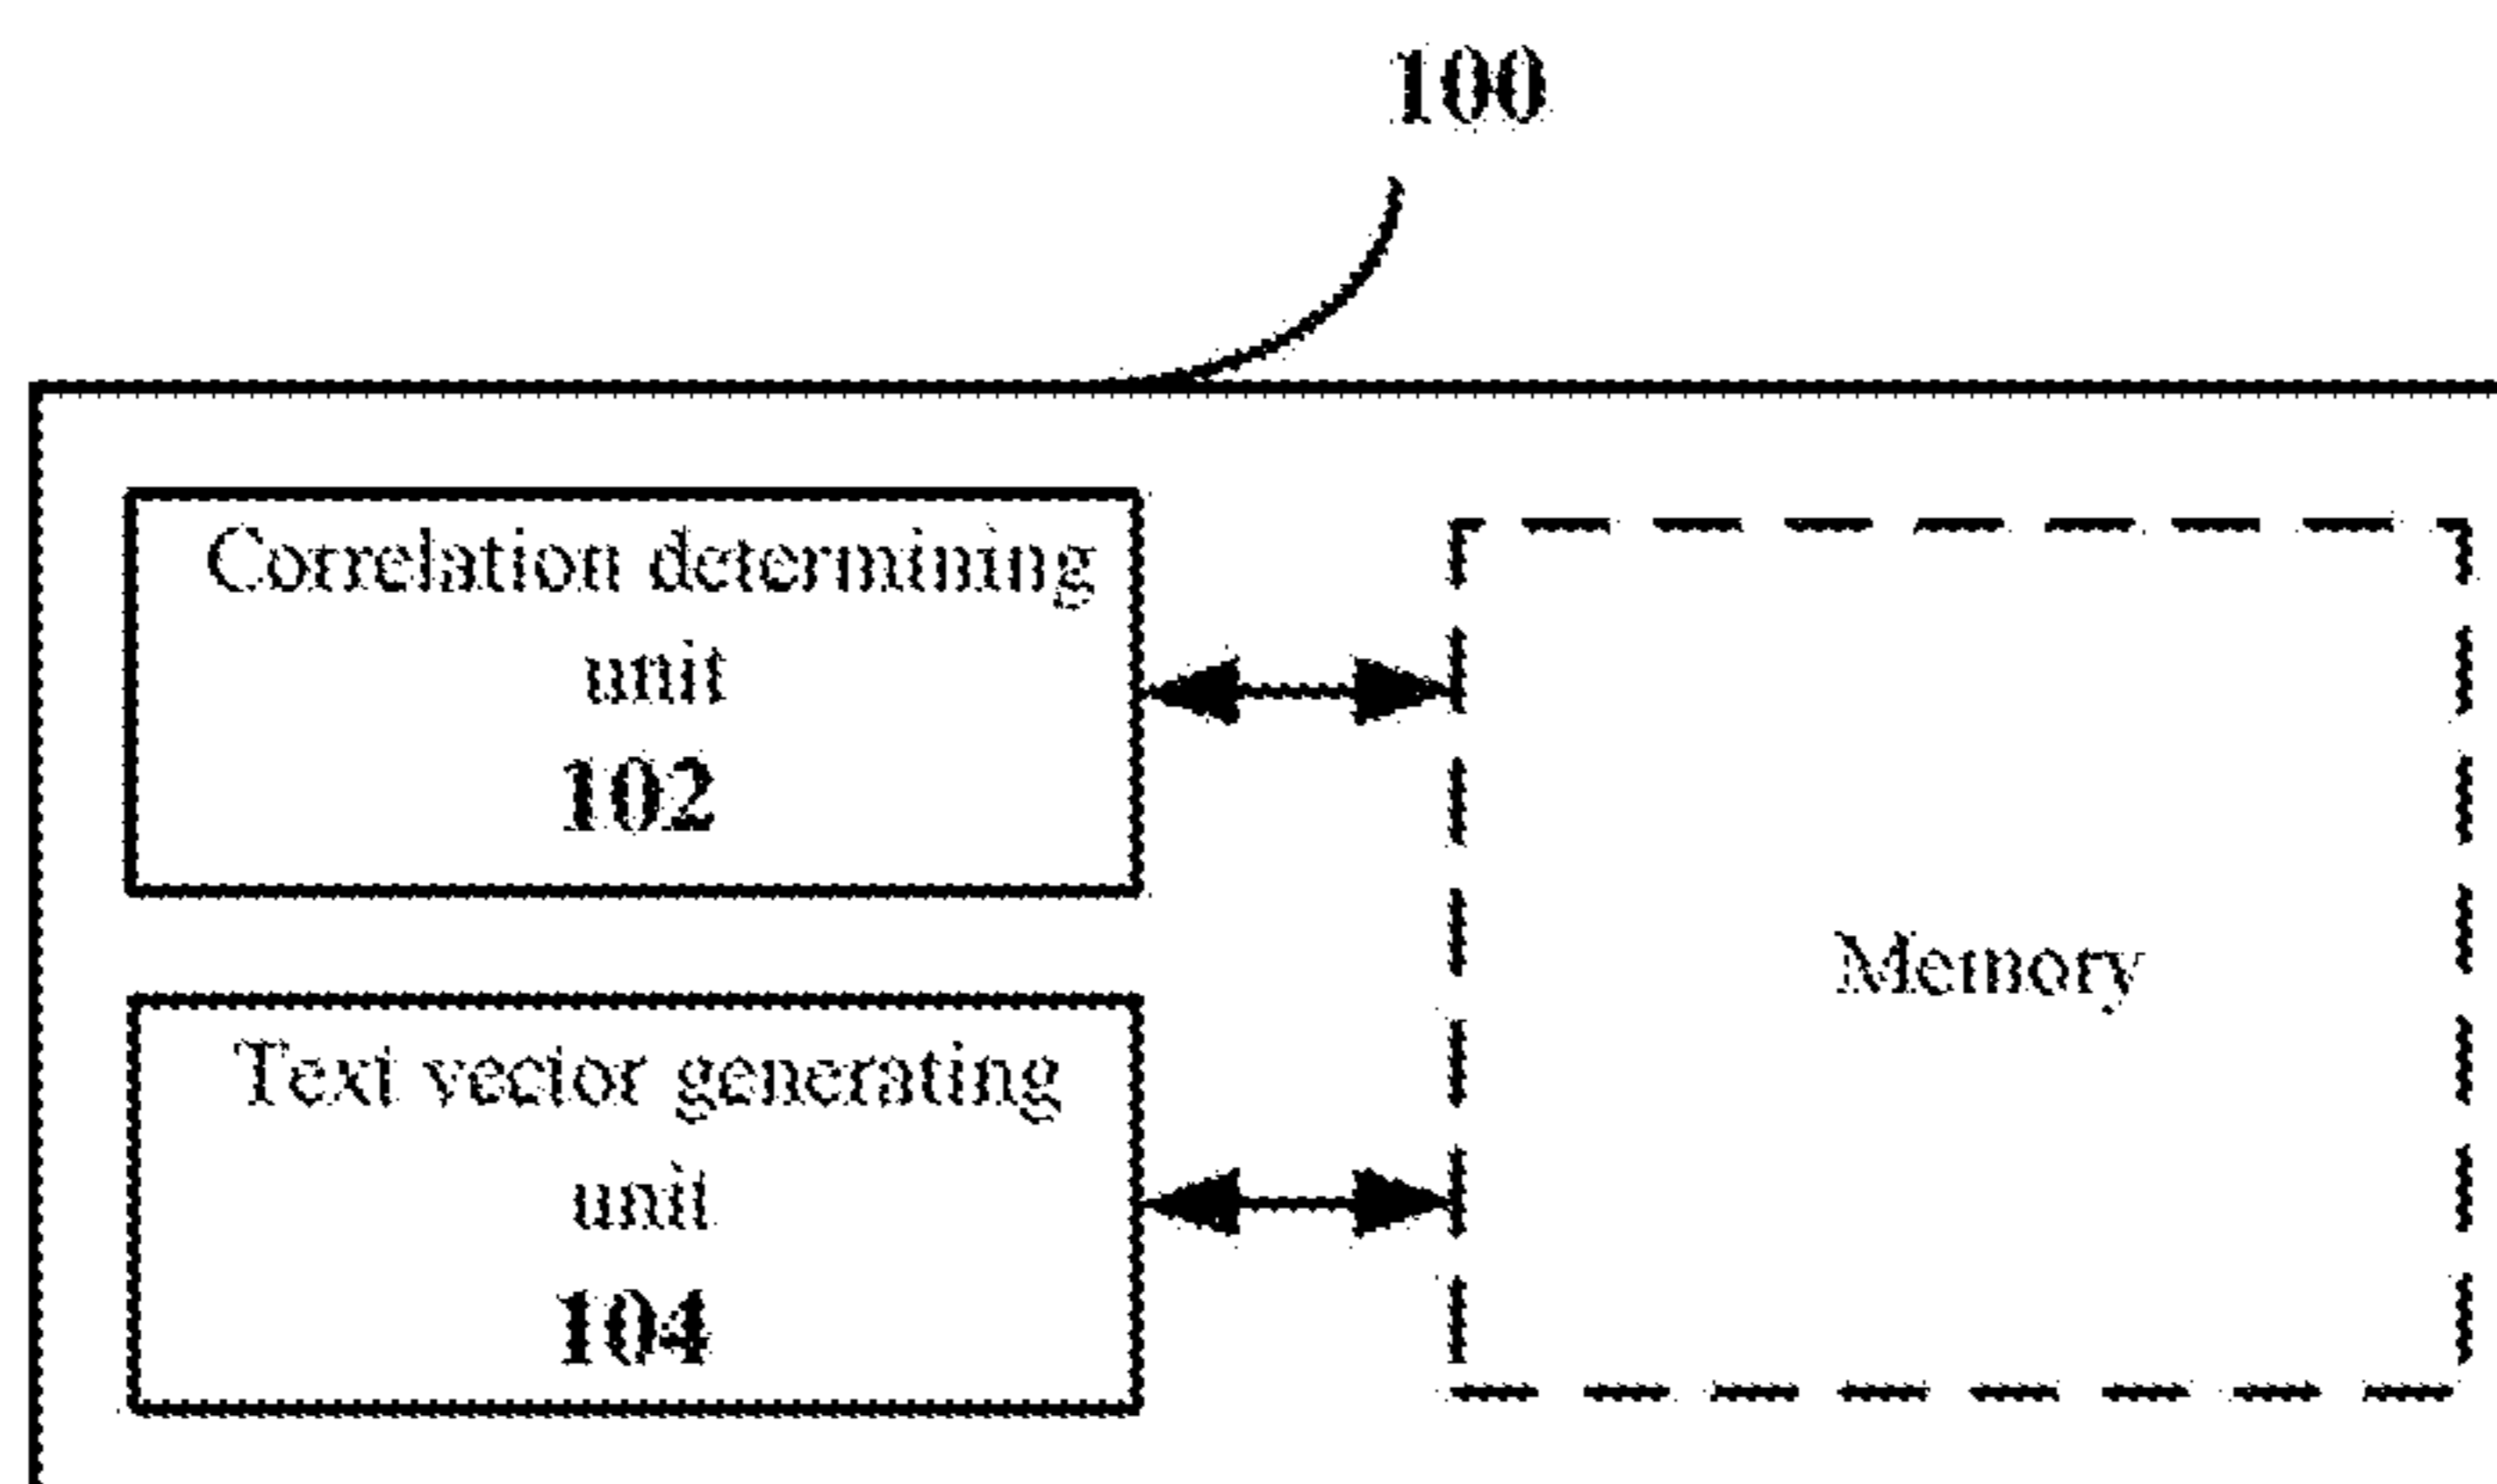 100
Correlation determining
unit
102
Memory
Text vector generating
unit
104